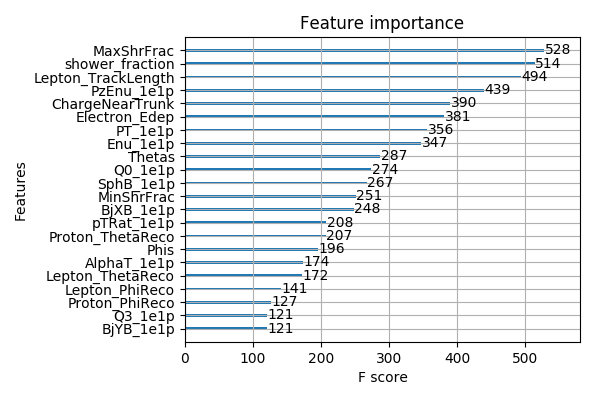 Feature importance
MaxShrFrac 528
shower_fraction 514
Lepton_TrackLength 494
PzEnu_1e1p 439
ChargeNearTrunk 390
Electron_Edep 381
PT_1e1p 356
Enu_1e1p 347
Thetas 287
Q0_1e1p 274
SphB_1e1p 267
MinShrFrac 251
BjXB_1e1p 248
pTRat_1e1p 208
Proton_ThetaReco 207
Phis 196
AlphaT_1e1p 174
Lepton_ThetaReco 172
Lepton_PhiReco 141
Proton_PhiReco 127
Q3_1e1p 121
BjYB_1e1p 121
Features
0 100 200 300 400 500
F score